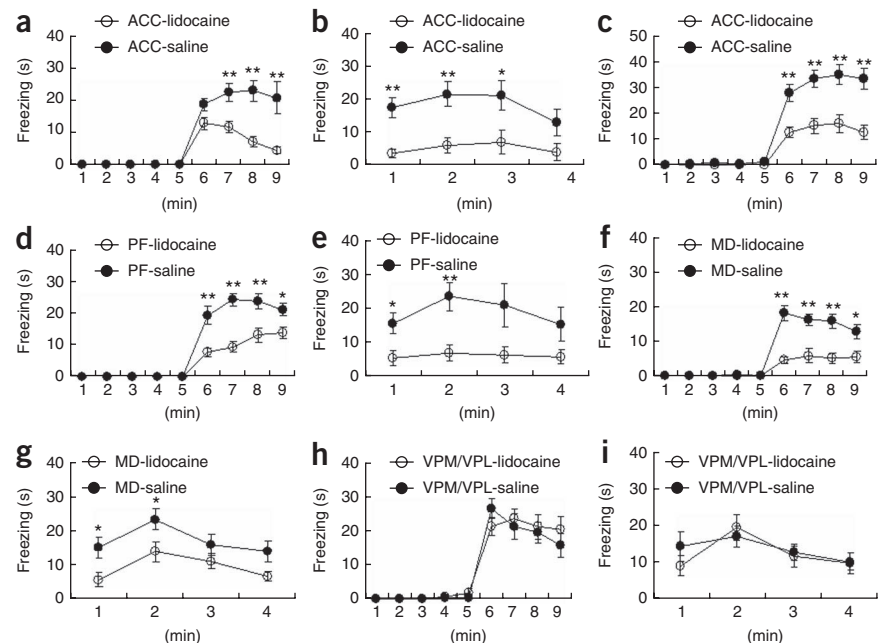 a
ACC-lidocaine
ACC-saline
Freezing (s)
40
30
20
10
0
** ** **
1 2 3 4 5 6 7 8 9
(min)
b
ACC-lidocaine
ACC-saline
Freezing (s)
40
30
20
10
0
** ** *
1 2 3 4
(min)
c
ACC-lidocaine
ACC-saline
Freezing (s)
50
40
30
20
10
0
** ** ** **
1 2 3 4 5 6 7 8 9
(min)
d
PF-lidocaine
PF-saline
Freezing (s)
40
30
20
10
0
** ** ** *
1 2 3 4 5 6 7 8 9
(min)
e
PF-lidocaine
PF-saline
Freezing (s)
40
30
20
10
0
* **
1 2 3 4
(min)
f
MD-lidocaine
MD-saline
Freezing (s)
40
30
20
10
0
** ** ** *
1 2 3 4 5 6 7 8 9
(min)
g
MD-lidocaine
MD-saline
Freezing (s)
40
30
20
10
0
* *
1 2 3 4
(min)
h
VPM/VPL-lidocaine
VPM/VPL-saline
Freezing (s)
40
30
20
10
0
1 2 3 4 5 6 7 8 9
(min)
i
VPM/VPL-lidocaine
VPM/VPL-saline
Freezing (s)
40
30
20
10
0
1 2 3 4
(min)